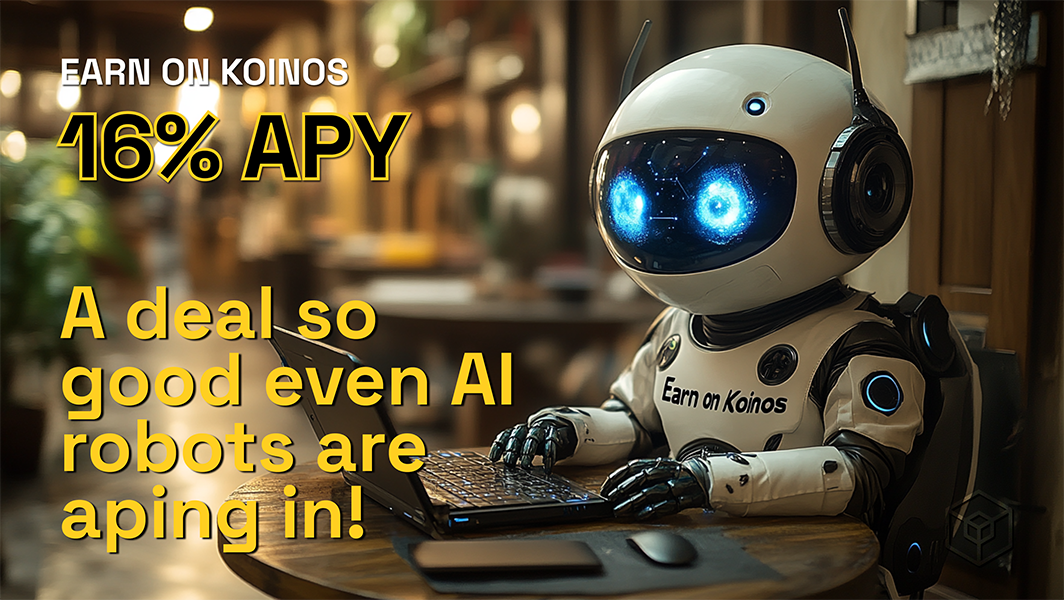 EARN ON KOINOS
16% APY
A deal so
good even AI
robots are
aping in!
Earn on Koinos